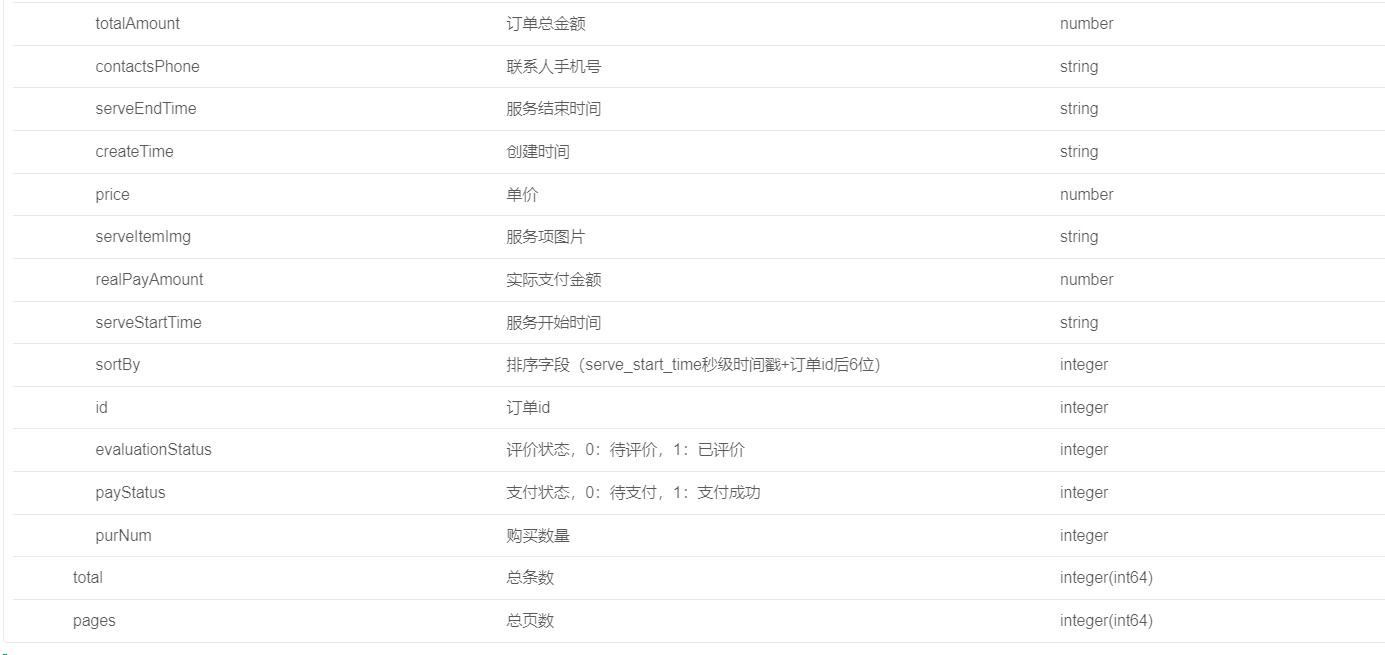 totalAmount 订单总金额 number
contactsPhone 联系人手机号 string
serveEndTime 服务结束时间 string
createTime 创建时间 string
price 单价 number
serveItemImg 服务项图片 string
realPayAmount 实际支付金额 number
serveStartTime 服务开始时间 string
sortBy 排序字段（serve_start_time秒级时间戳+订单id后6位） integer
id 订单id integer
evaluationStatus 评价状态，0：待评价，1：已评价 integer
payStatus 支付状态，0：待支付，1：支付成功 integer
purNum 购买数量 integer
total 总条数 integer(int64)
pages 总页数 integer(int64)